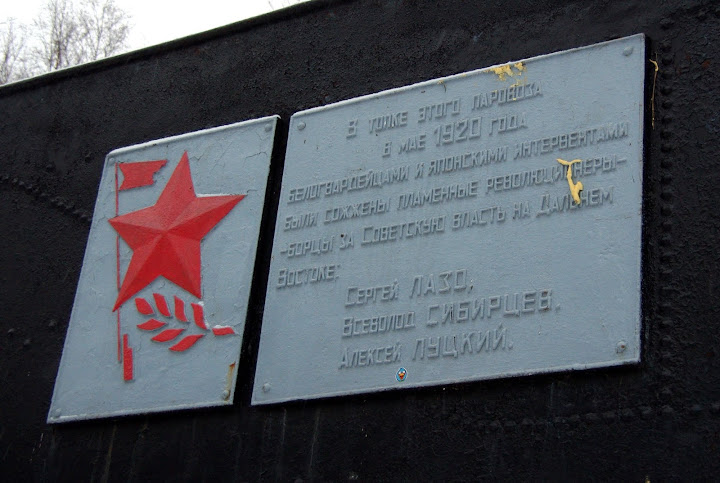 В ТОПКЕ ЭТОГО ПАРОВОЗА
В МАЕ 1920 ГОДА
БЕЛОГВАРДЕЙЦАМИ И ЯПОНСКИМИ ИНТЕРВЕНТАМИ
БЫЛИ СОЖЖЕНЫ ПЛАМЕННЫЕ РЕВОЛЮЦИОНЕРЫ–
–БОРЦЫ ЗА СОВЕТСКУЮ ВЛАСТЬ НА ДАЛЬНЕМ
ВОСТОКЕ:
СЕРГЕЙ ЛАЗО,
ВСЕВОЛОД СИБИРЦЕВ,
АЛЕКСЕЙ ЛУЦКИЙ.